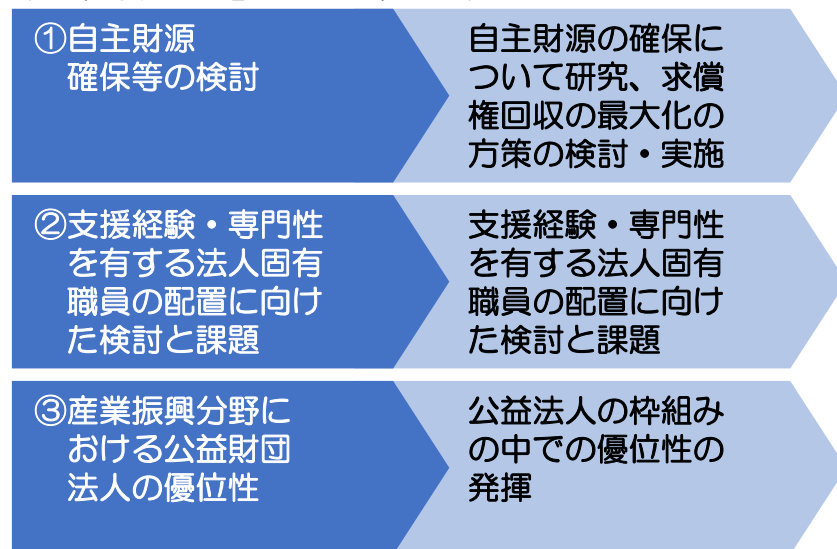 ①自主財源
確保等の検討
自主財源の確保に
ついて研究、求償
権回収の最大化の
方策の検討・実施
②支援経験・専門性
を有する法人固有
職員の配置に向け
た検討と課題
支援経験・専門性
を有する法人固有
職員の配置に向け
た検討と課題
③産業振興分野に
おける公益財団
法人の優位性
公益法人の枠組み
の中での優位性の
発揮